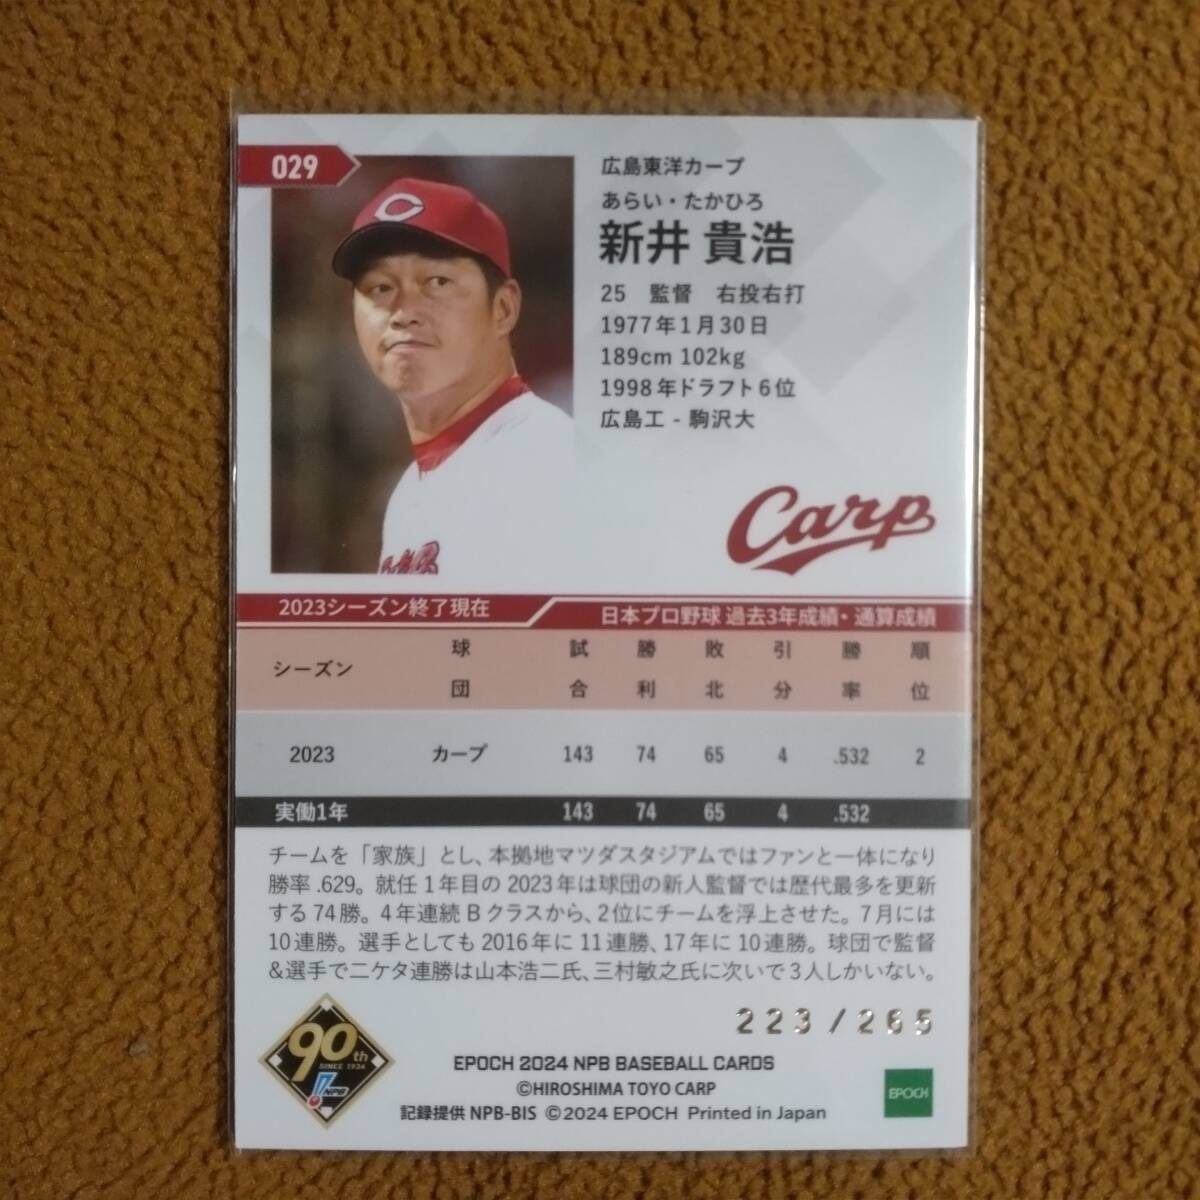 029
広島東洋カープ
あらい・たかひろ
新井 貴浩
25 監督 右投右打
1977年1月30日
189cm 102kg
1998年ドラフト6位
広島工 - 駒沢大
Carp
2023シーズン終了現在
日本プロ野球 過去3年成績・通算成績
シーズン 球団 試合 勝利 敗北 引分 勝率 順位
2023 カープ 143 74 65 4 .532 2
実働1年 143 74 65 4 .532
チームを「家族」とし、本拠地マツダスタジアムではファンと一体になり
勝率 .629。就任1年目の2023年は球団の新人監督では歴代最多を更新
する74勝。4年連続Bクラスから、2位にチームを浮上させた。7月には
10連勝。選手としても2016年に11連勝、17年に10連勝。球団で監督
&選手で二ケタ連勝は山本浩二氏、三村敏之氏に次いで3人しかいない。
223/265
90th
SINCE 1934
NPB
EPOCH 2024 NPB BASEBALL CARDS
©HIROSHIMA TOYO CARP
記録提供 NPB-BIS ©2024 EPOCH Printed in Japan
EPOCH